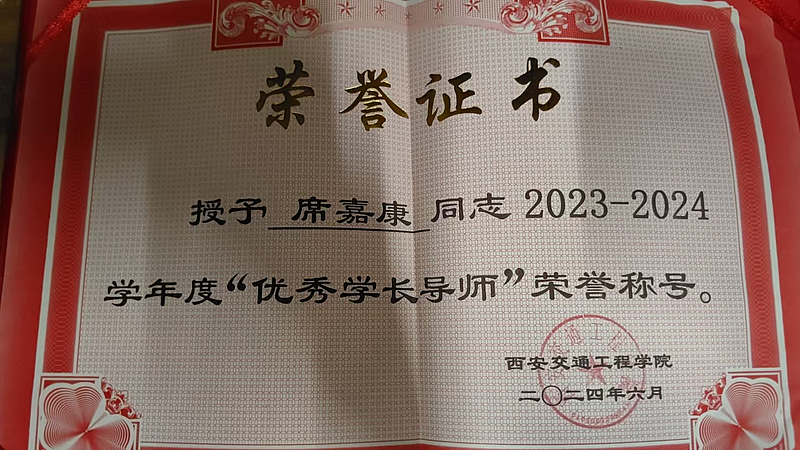 荣誉证书
授予 席嘉康 同志 2023-2024
学年度“优秀学长导师”荣誉称号。
西安交通工程学院
二〇二四年六月